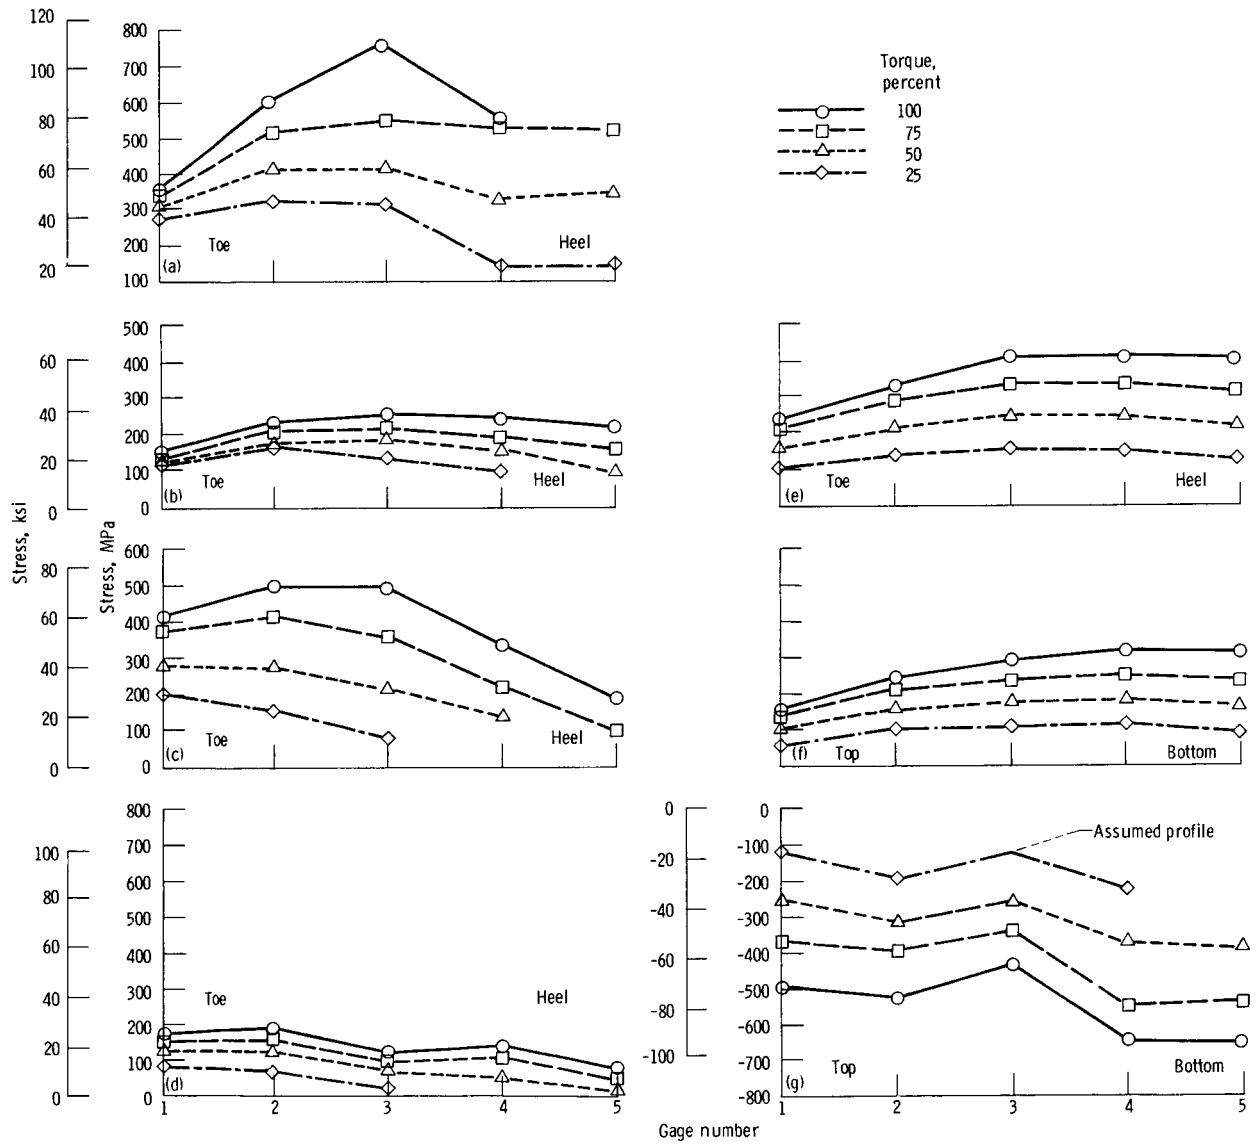 Torque,
percent
100
75
50
25
Stress, ksi
Stress, MPa
120
100
80
60
40
20
800
700
600
500
400
300
200
100
(a)
Toe
Heel
60
40
20
0
500
400
300
200
100
0
(b)
Toe
Heel
(e)
Toe
Heel
80
60
40
20
0
600
500
400
300
200
100
0
(c)
Toe
Heel
(f)
Top
Bottom
100
80
60
40
20
0
800
700
600
500
400
300
200
100
0
(d)
Toe
Heel
1
2
3
4
5
0
-20
-40
-60
-80
-100
0
-100
-200
-300
-400
-500
-600
-700
-800
Assumed profile
(g)
Top
Bottom
1
2
3
4
5
Gage number